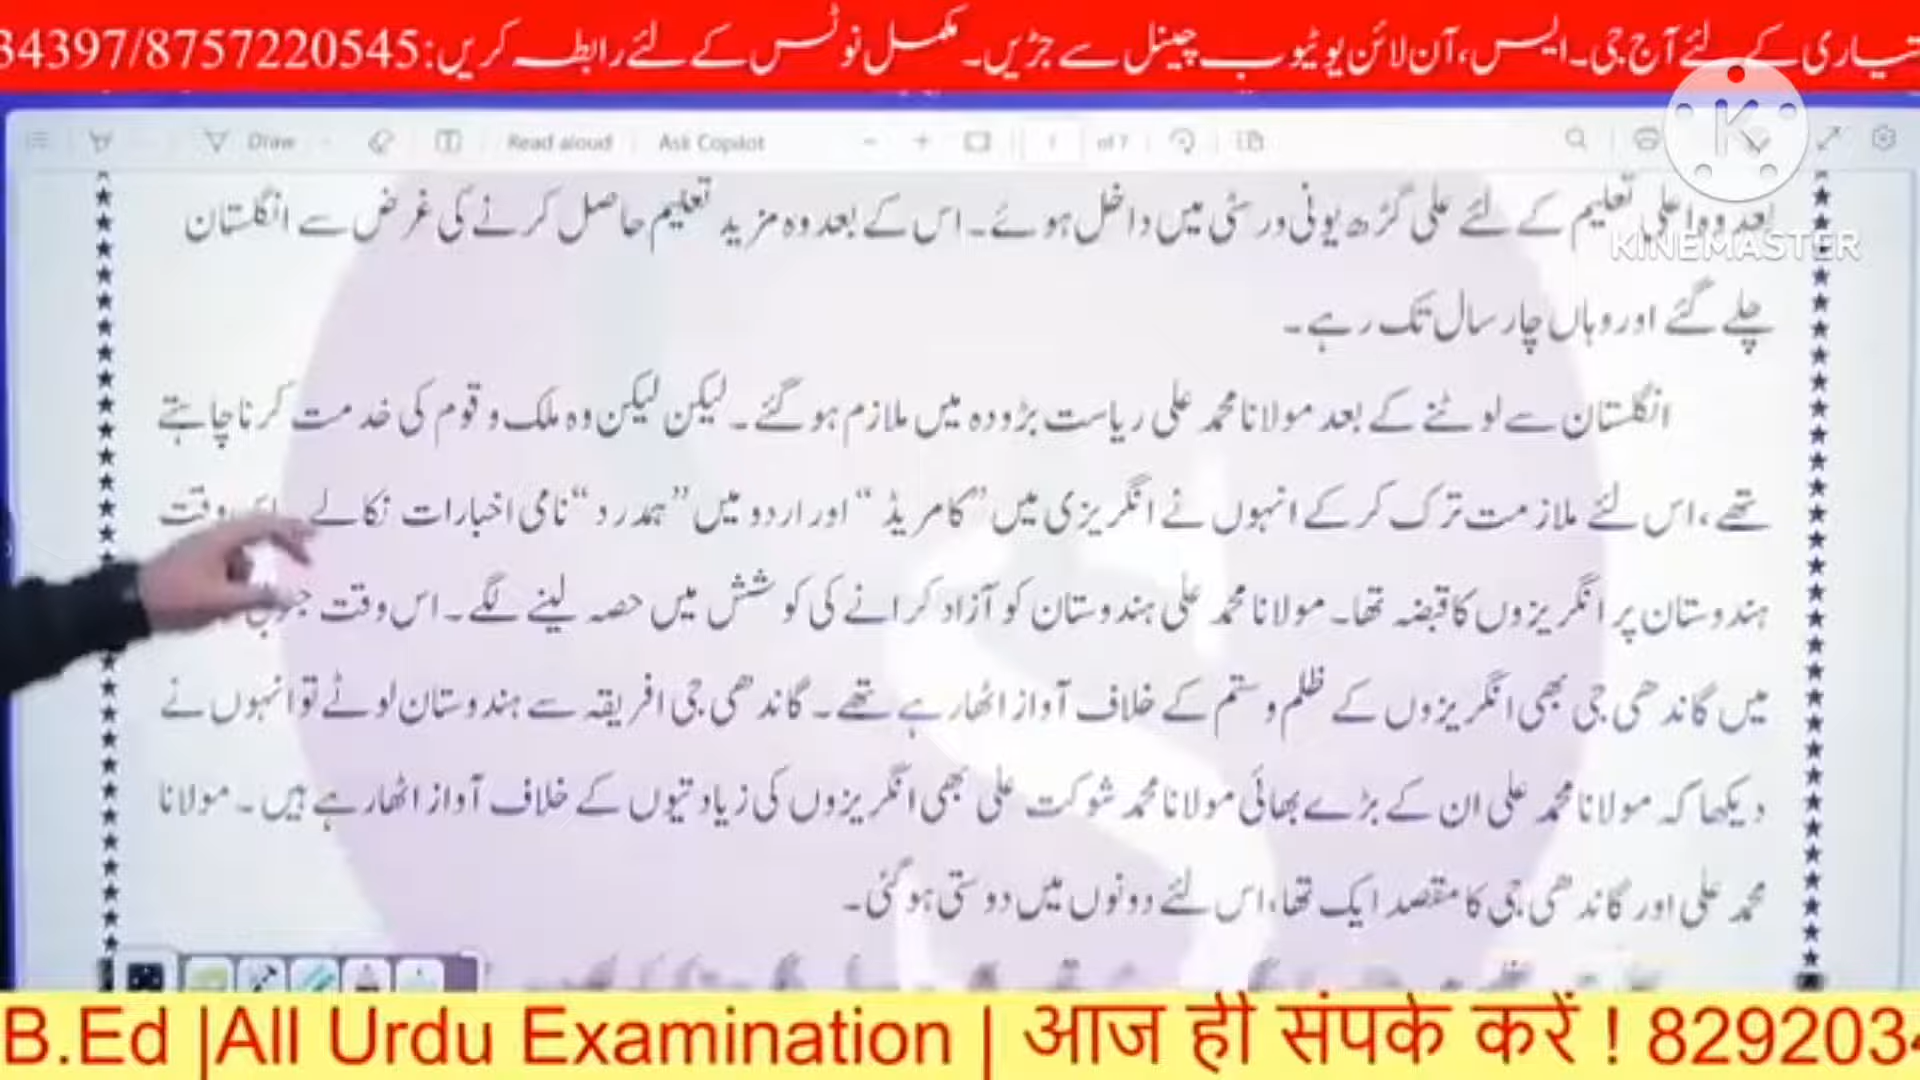 تیاری کے لئے آج جی۔ایس، آن لائن یوٹیوب چینل سے جڑیں۔ مکمل نوٹس کے لئے رابطہ کریں:34397/8757220545
Draw Read aloud Ask Copilot 1 of 7
KINEMASTER
بعد وہ اعلی تعلیم کے لئے علی گڑھ یونی ورسٹی میں داخل ہوئے۔ اس کے بعد وہ مزید تعلیم حاصل کرنے کی غرض سے انگلستان
چلے گئے اور وہاں چار سال تک رہے۔
انگلستان سے لوٹنے کے بعد مولانا محمد علی ریاست بڑودہ میں ملازم ہو گئے۔ لیکن لیکن وہ ملک و قوم کی خدمت کرنا چاہتے
تھے، اس لئے ملازمت ترک کر کے انہوں نے انگریزی میں ”کامریڈ“ اور اردو میں ”ہمدرد“ نامی اخبارات نکالے۔ اس وقت
ہندوستان پر انگریزوں کا قبضہ تھا۔ مولانا محمد علی ہندوستان کو آزاد کرانے کی کوشش میں حصہ لینے لگے۔ اس وقت
میں گاندھی جی بھی انگریزوں کے ظلم و ستم کے خلاف آواز اٹھا رہے تھے۔ گاندھی جی افریقہ سے ہندوستان لوٹے تو انہوں نے
دیکھا کہ مولانا محمد علی ان کے بڑے بھائی مولانا محمد شوکت علی بھی انگریزوں کی زیادتیوں کے خلاف آواز اٹھا رہے ہیں۔ مولانا
محمد علی اور گاندھی جی کا مقصد ایک تھا، اس لئے دونوں میں دوستی ہو گئی۔
B.Ed |All Urdu Examination | आज ही संपर्क करें ! 829203